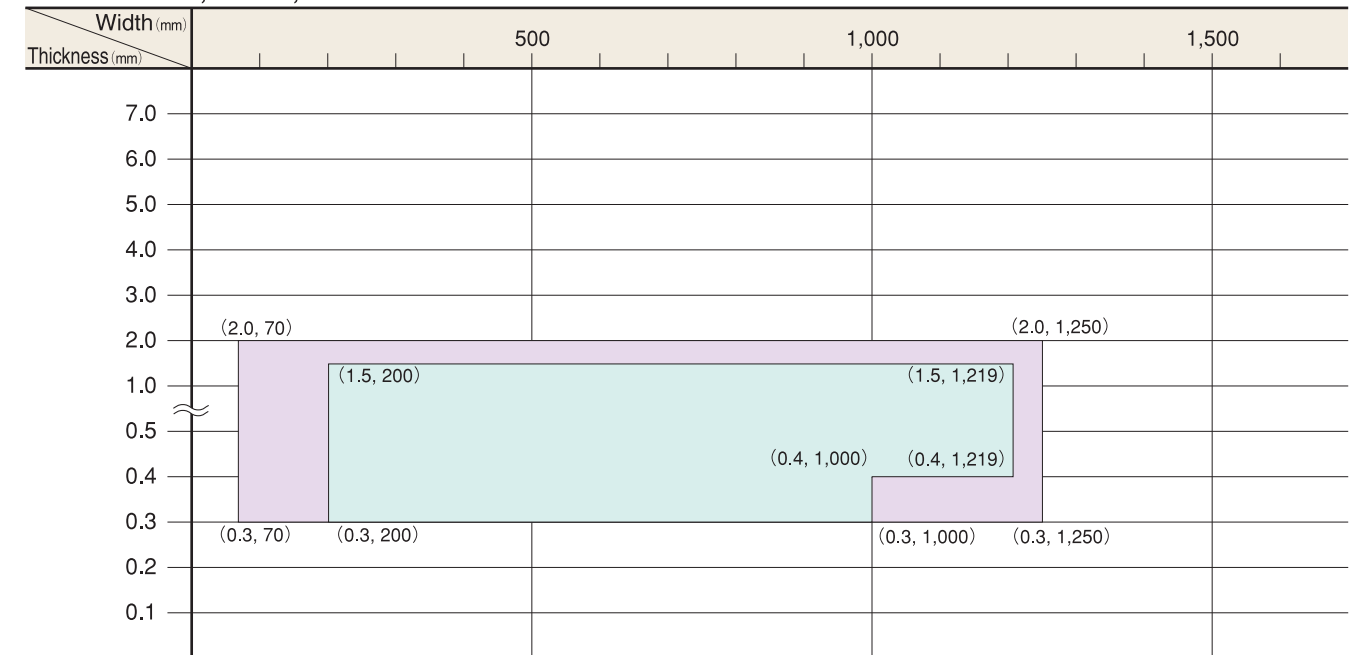 Width (mm)
Thickness (mm)
500 1,000 1,500
7.0
6.0
5.0
4.0
3.0
(2.0, 70) (2.0, 1,250)
2.0
(1.5, 200) (1.5, 1,219)
1.0
0.5
(0.4, 1,000) (0.4, 1,219)
0.4
0.3
(0.3, 70) (0.3, 200) (0.3, 1,000) (0.3, 1,250)
0.2
0.1